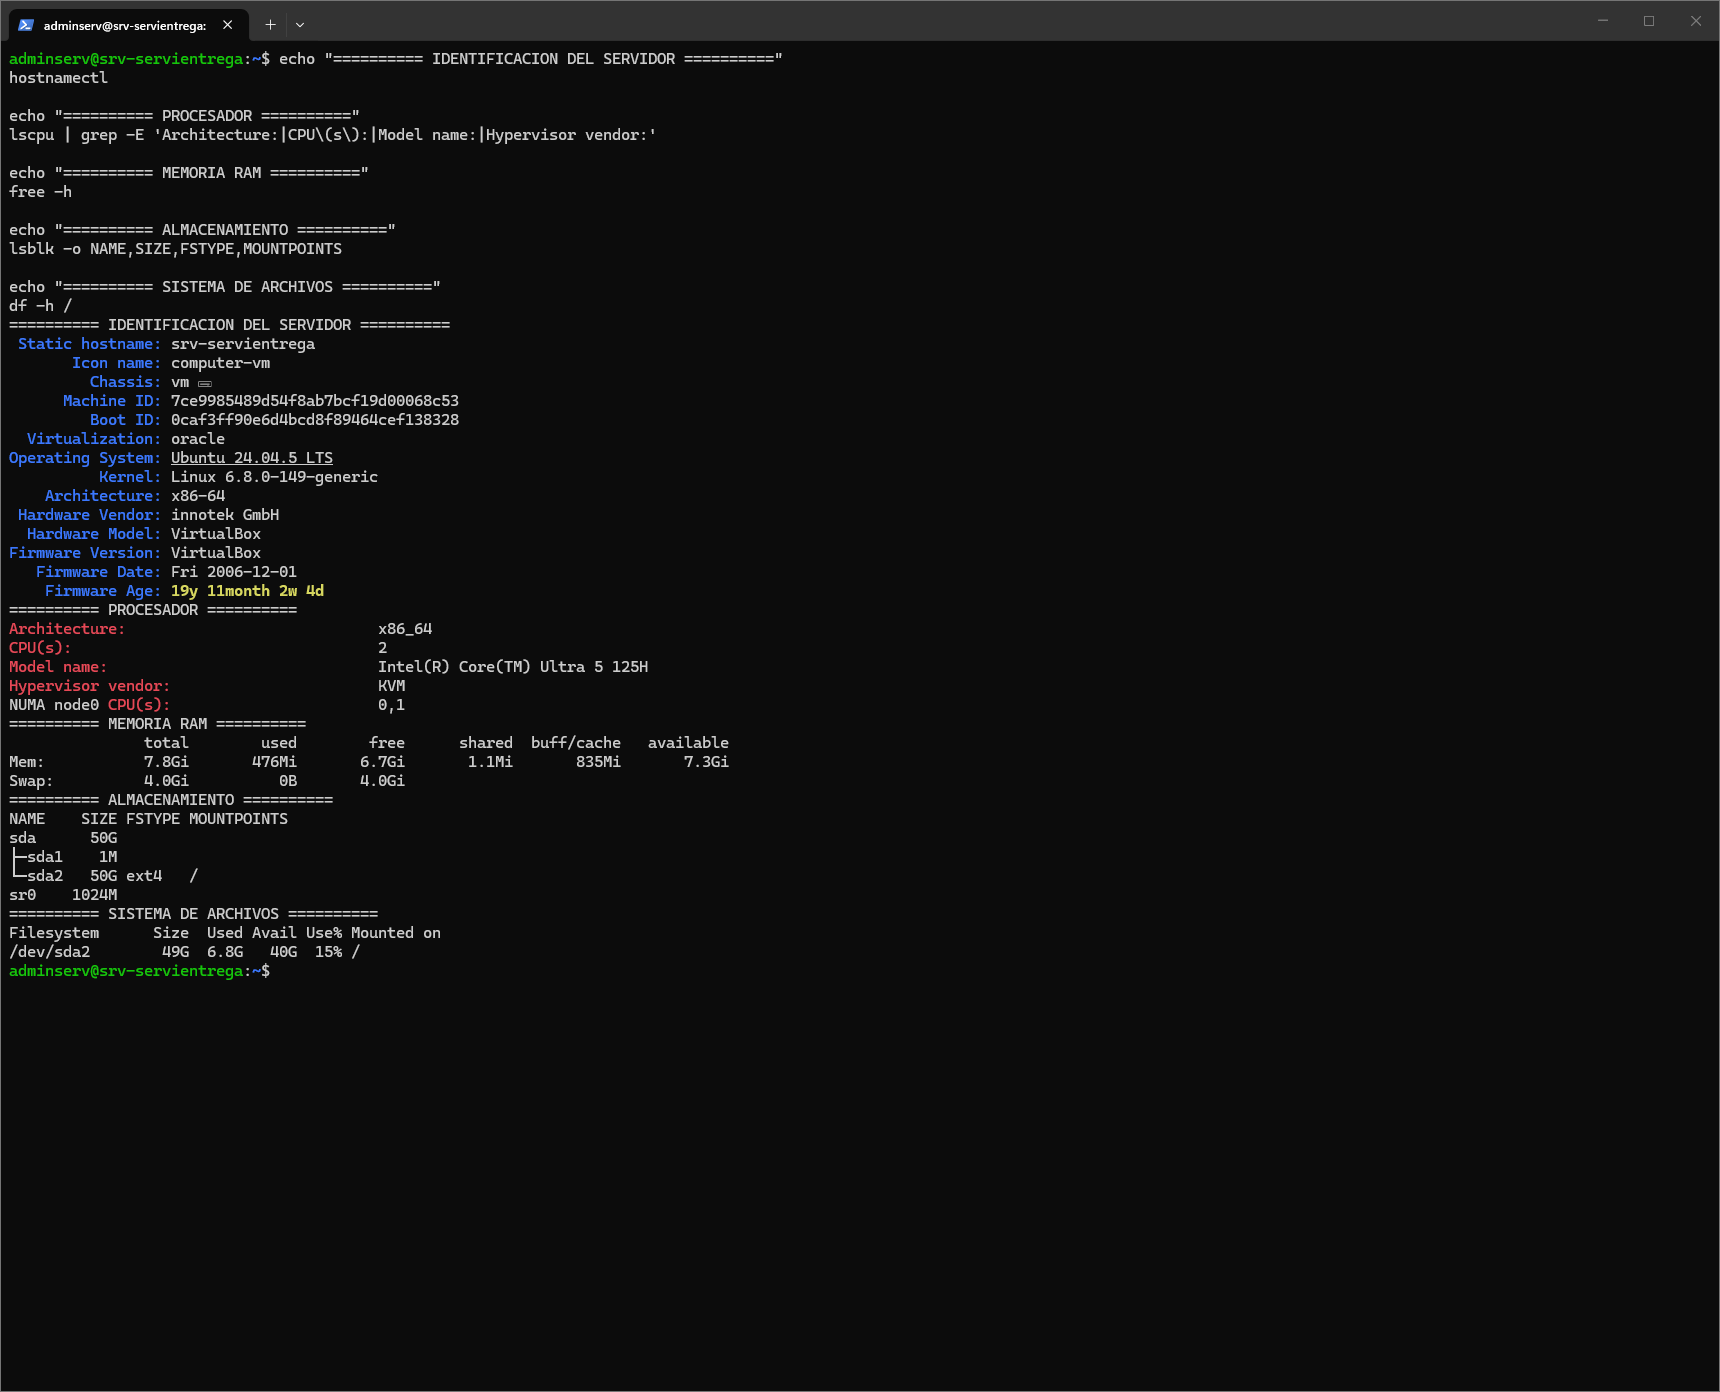 adminserv@srv-servientrega:
adminserv@srv-servientrega:~$ echo "========== IDENTIFICACION DEL SERVIDOR =========="
hostnamectl
echo "========== PROCESADOR =========="
lscpu | grep -E 'Architecture:|CPU\(s\):|Model name:|Hypervisor vendor:'
echo "========== MEMORIA RAM =========="
free -h
echo "========== ALMACENAMIENTO =========="
lsblk -o NAME,SIZE,FSTYPE,MOUNTPOINTS
echo "========== SISTEMA DE ARCHIVOS =========="
df -h /
========== IDENTIFICACION DEL SERVIDOR ==========
Static hostname: srv-servientrega
Icon name: computer-vm
Chassis: vm
Machine ID: 7ce9985489d54f8ab7bcf19d00068c53
Boot ID: 0caf3ff90e6d4bcd8f89464cef138328
Virtualization: oracle
Operating System: Ubuntu 24.04.5 LTS
Kernel: Linux 6.8.0-149-generic
Architecture: x86-64
Hardware Vendor: innotek GmbH
Hardware Model: VirtualBox
Firmware Version: VirtualBox
Firmware Date: Fri 2006-12-01
Firmware Age: 19y 11month 2w 4d
========== PROCESADOR ==========
Architecture: x86_64
CPU(s): 2
Model name: Intel(R) Core(TM) Ultra 5 125H
Hypervisor vendor: KVM
NUMA node0 CPU(s): 0,1
========== MEMORIA RAM ==========
total used free shared buff/cache available
Mem: 7.8Gi 476Mi 6.7Gi 1.1Mi 835Mi 7.3Gi
Swap: 4.0Gi 0B 4.0Gi
========== ALMACENAMIENTO ==========
NAME SIZE FSTYPE MOUNTPOINTS
sda 50G
├─sda1 1M
└─sda2 50G ext4 /
sr0 1024M
========== SISTEMA DE ARCHIVOS ==========
Filesystem Size Used Avail Use% Mounted on
/dev/sda2 49G 6.8G 40G 15% /
adminserv@srv-servientrega:~$